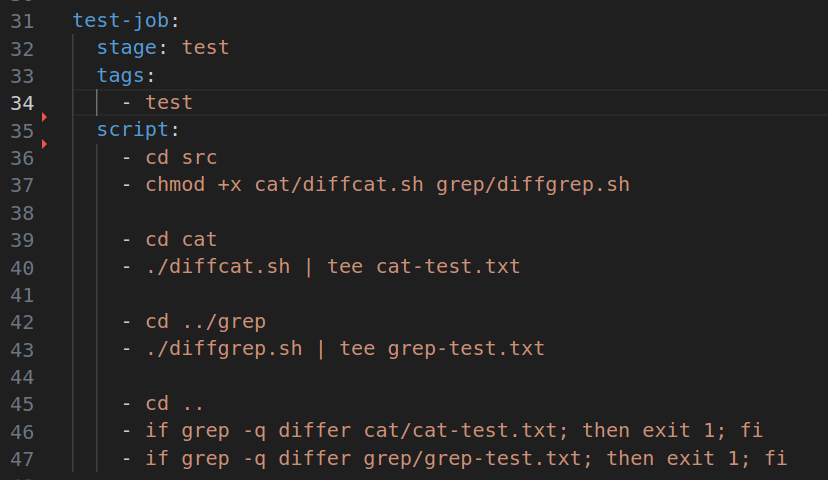 31 test-job:
32   stage: test
33   tags:
34     - test
35   script:
36     - cd src
37     - chmod +x cat/diffcat.sh grep/diffgrep.sh
38
39     - cd cat
40     - ./diffcat.sh | tee cat-test.txt
41
42     - cd ../grep
43     - ./diffgrep.sh | tee grep-test.txt
44
45     - cd ..
46     - if grep -q differ cat/cat-test.txt; then exit 1; fi
47     - if grep -q differ grep/grep-test.txt; then exit 1; fi